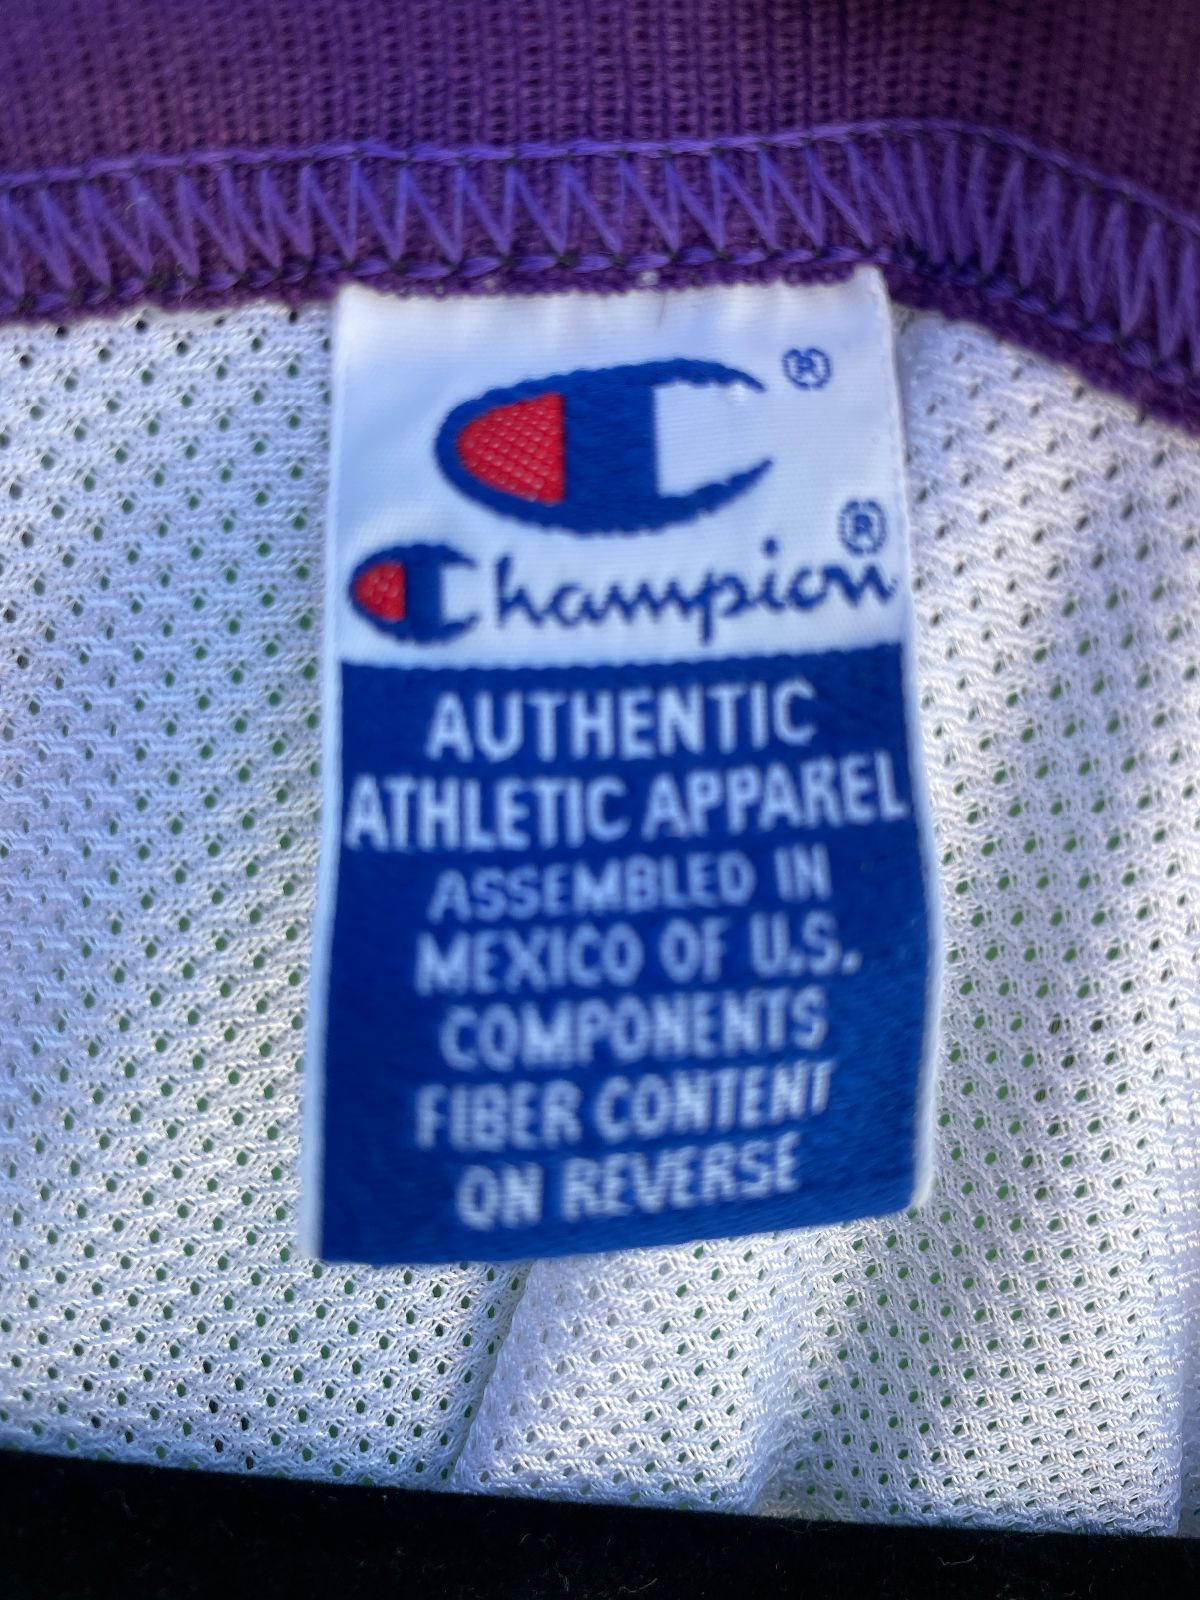 ®
Champion®
AUTHENTIC
ATHLETIC APPAREL
ASSEMBLED IN
MEXICO OF U.S.
COMPONENTS
FIBER CONTENT
ON REVERSE